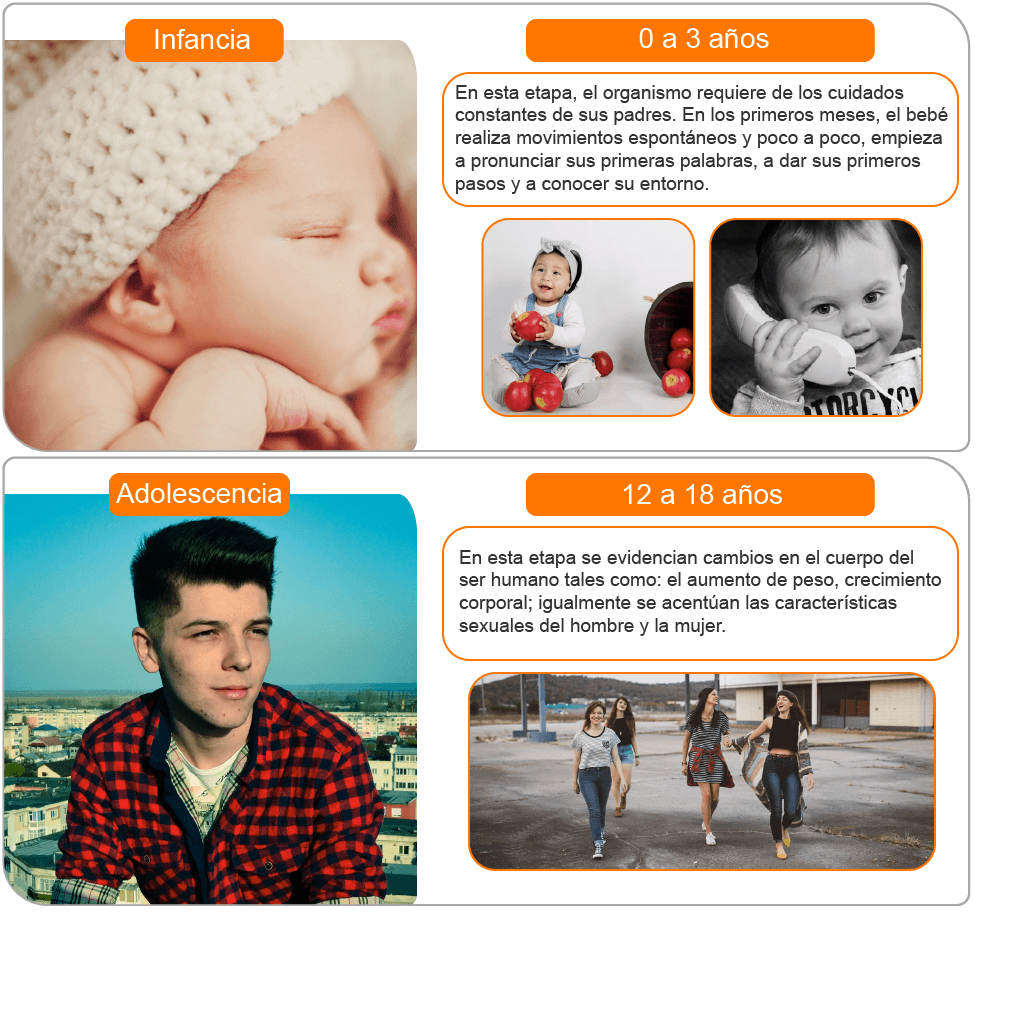 Infancia
0 a 3 años
En esta etapa, el organismo requiere de los cuidados
constantes de sus padres. En los primeros meses, el bebé
realiza movimientos espontáneos y poco a poco, empieza
a pronunciar sus primeras palabras, a dar sus primeros
pasos y a conocer su entorno.
Adolescencia
12 a 18 años
En esta etapa se evidencian cambios en el cuerpo del
ser humano tales como: el aumento de peso, crecimiento
corporal; igualmente se acentúan las características
sexuales del hombre y la mujer.